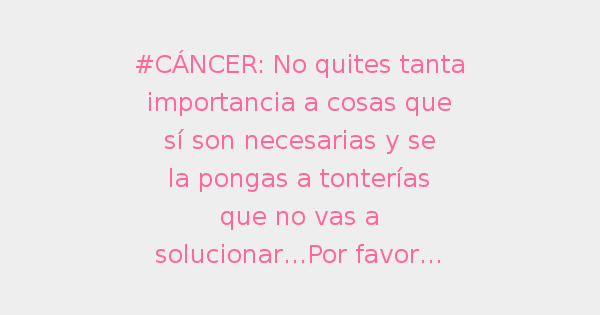 #CÁNCER: No quites tanta
importancia a cosas que
sí son necesarias y se
la pongas a tonterías
que no vas a
solucionar...Por favor...